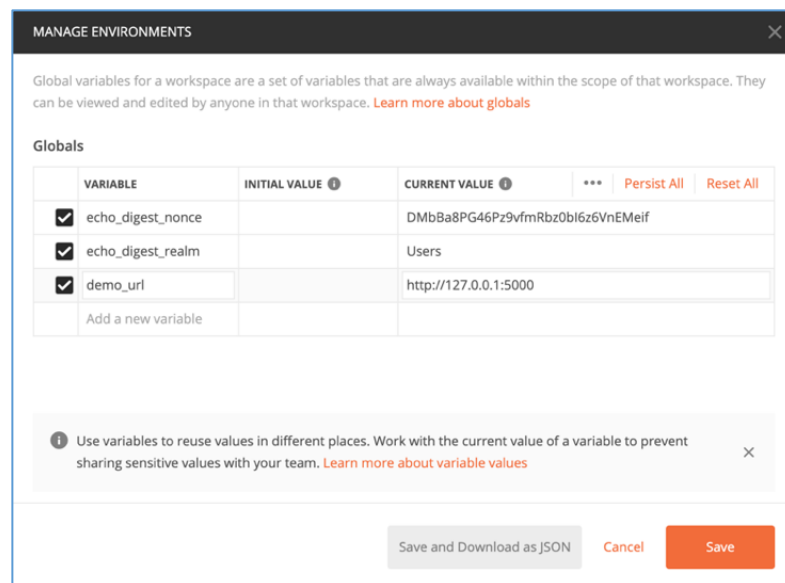 MANAGE ENVIRONMENTS
Global variables for a workspace are a set of variables that are always available within the scope of that workspace. They
can be viewed and edited by anyone in that workspace. Learn more about globals
Globals
VARIABLE INITIAL VALUE CURRENT VALUE Persist All Reset All
echo_digest_nonce DMbBa8PG46Pz9vfmRbz0bI6z6VnEMeif
echo_digest_realm Users
demo_url http://127.0.0.1:5000
Add a new variable
Use variables to reuse values in different places. Work with the current value of a variable to prevent
sharing sensitive values with your team. Learn more about variable values
Save and Download as JSON Cancel Save